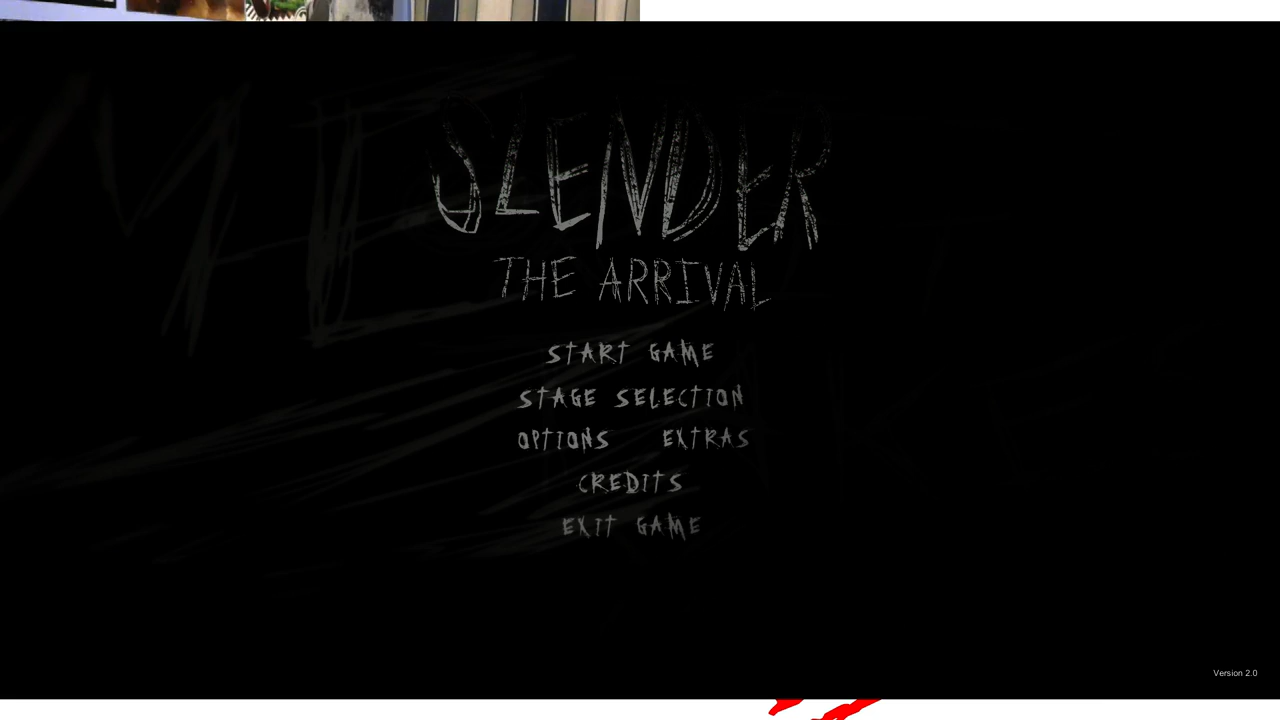 SLENDER
THE ARRIVAL
START GAME
STAGE SELECTION
OPTIONS EXTRAS
CREDITS
EXIT GAME
Version 2.0